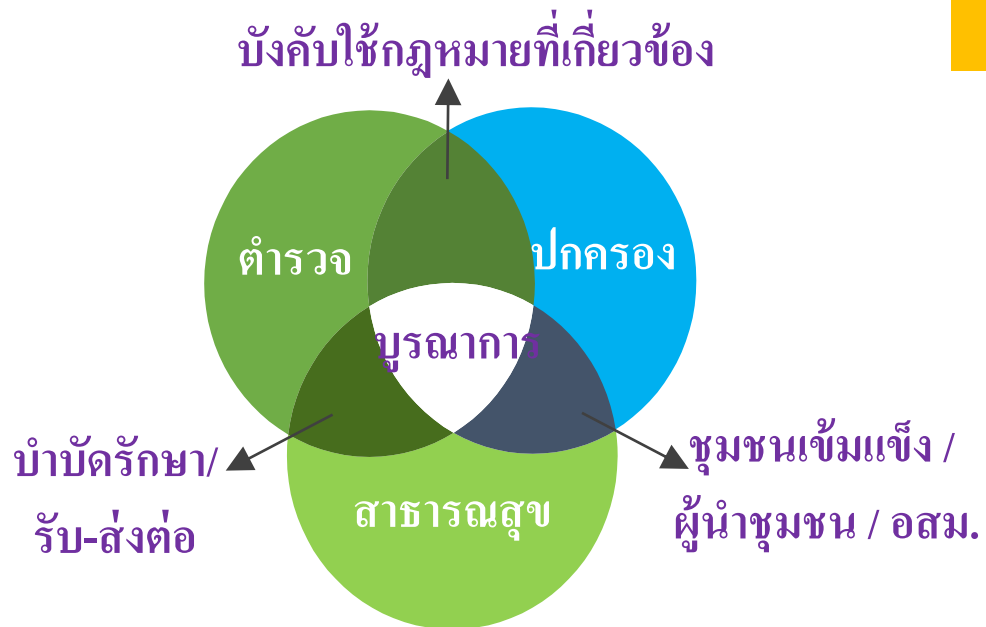 บังคับใช้กฎหมายที่เกี่ยวข้อง
ตำรวจ
ปกครอง
บูรณาการ
บำบัดรักษา/
รับ-ส่งต่อ
ชุมชนเข้มแข็ง /
ผู้นำชุมชน / อสม.
สาธารณสุข